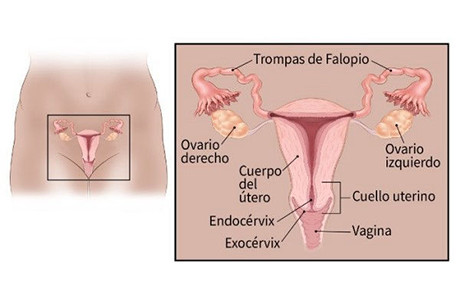 Trompas de Falopio
Ovario
derecho
Ovario
izquierdo
Cuerpo
del
útero
Cuello uterino
Endocérvix
Exocérvix
Vagina